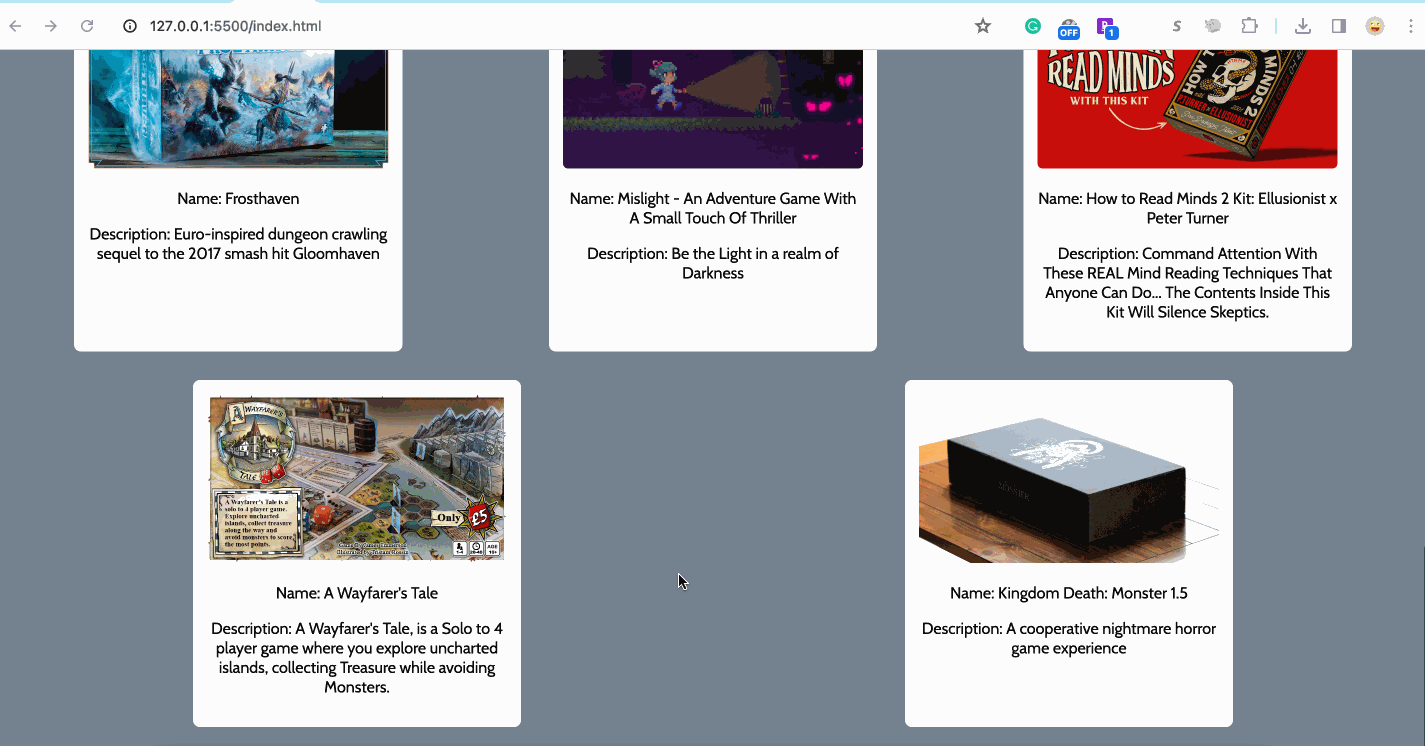 127.0.0.1:5500/index.html
OFF
1
READ MINDS
WITH THIS KIT
HOW TO
MINDS 2
PTURNER × ELLUSIONIST
Name: Frosthaven
Description: Euro-inspired dungeon crawling
sequel to the 2017 smash hit Gloomhaven
Name: Mislight - An Adventure Game With
A Small Touch Of Thriller
Description: Be the Light in a realm of
Darkness
Name: How to Read Minds 2 Kit: Ellusionist x
Peter Turner
Description: Command Attention With
These REAL Mind Reading Techniques That
Anyone Can Do... The Contents Inside This
Kit Will Silence Skeptics.
A WAYFARER'S
TALE
A Wayfarer's Tale is a
solo to 4 player game.
Explore uncharted
islands, collect treasure
along the way and
avoid monsters to score
the most points.
Only
£5
Name: A Wayfarer's Tale
Description: A Wayfarer's Tale, is a Solo to 4
player game where you explore uncharted
islands, collecting Treasure while avoiding
Monsters.
MONSTER
Name: Kingdom Death: Monster 1.5
Description: A cooperative nightmare horror
game experience